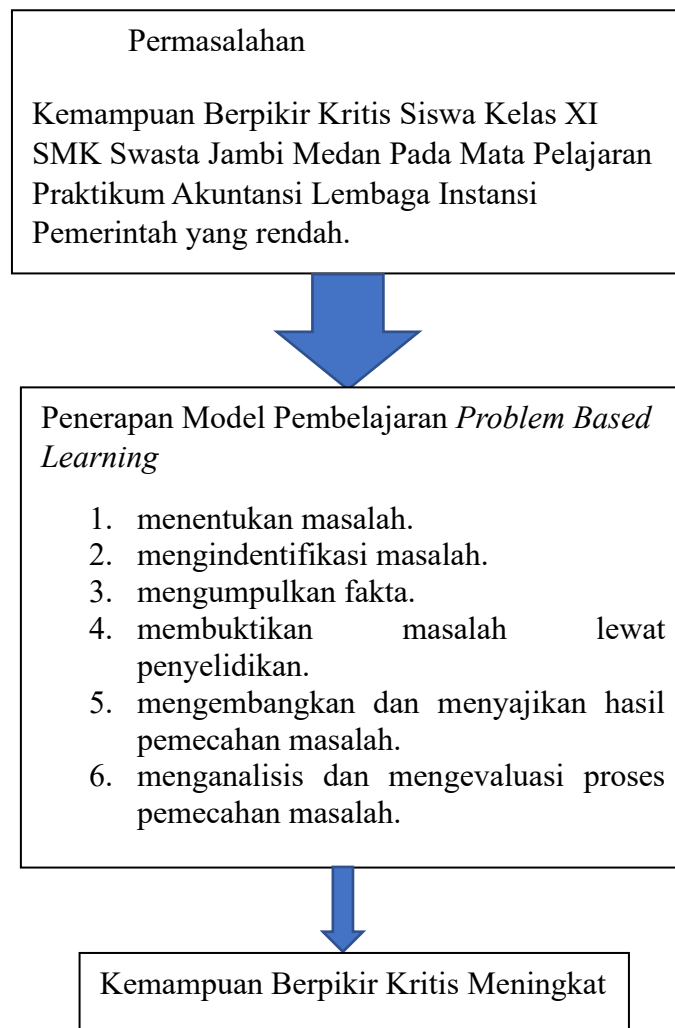 Permasalahan
Kemampuan Berpikir Kritis Siswa Kelas XI
SMK Swasta Jambi Medan Pada Mata Pelajaran
Praktikum Akuntansi Lembaga Instansi
Pemerintah yang rendah.
Penerapan Model Pembelajaran Problem Based
Learning
1. menentukan masalah.
2. mengindentifikasi masalah.
3. mengumpulkan fakta.
4. membuktikan masalah lewat
penyelidikan.
5. mengembangkan dan menyajikan hasil
pemecahan masalah.
6. menganalisis dan mengevaluasi proses
pemecahan masalah.
Kemampuan Berpikir Kritis Meningkat